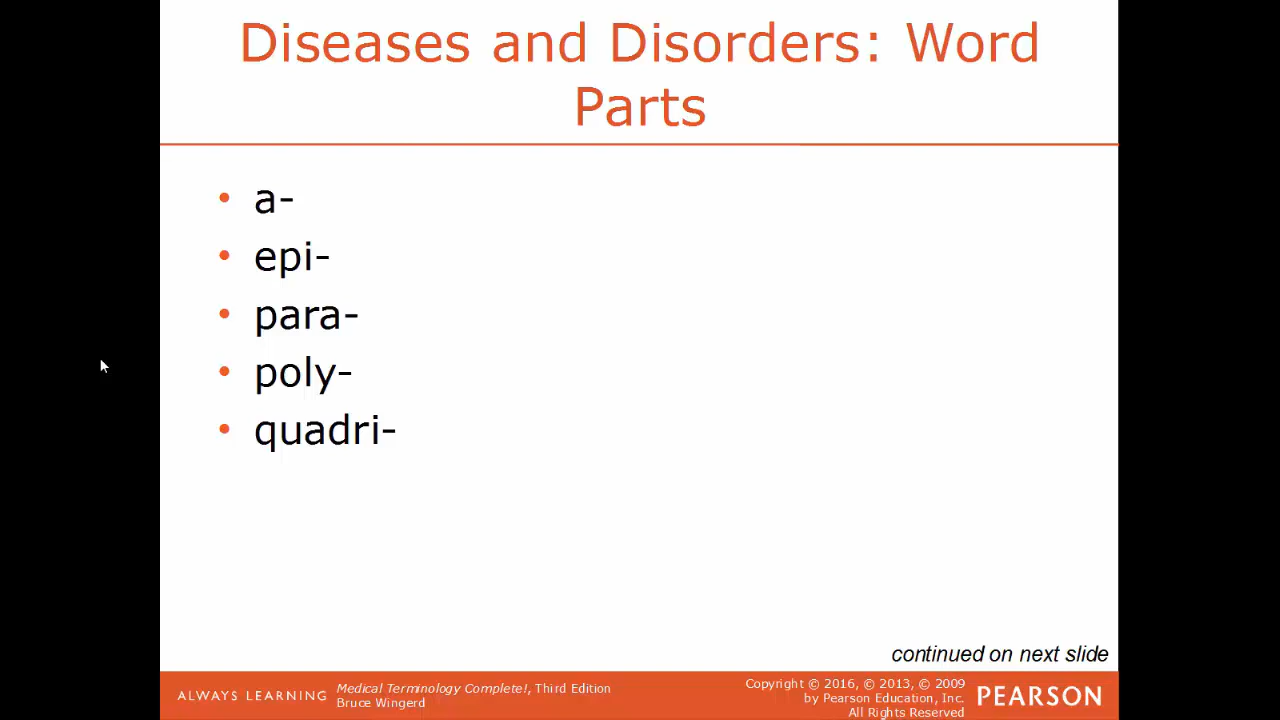 Diseases and Disorders: Word
Parts
• a-
• epi-
• para-
• poly-
• quadri-
continued on next slide
ALWAYS LEARNING
Medical Terminology Complete!, Third Edition
Bruce Wingerd
Copyright © 2016, © 2013, © 2009
by Pearson Education, Inc.
All Rights Reserved
PEARSON